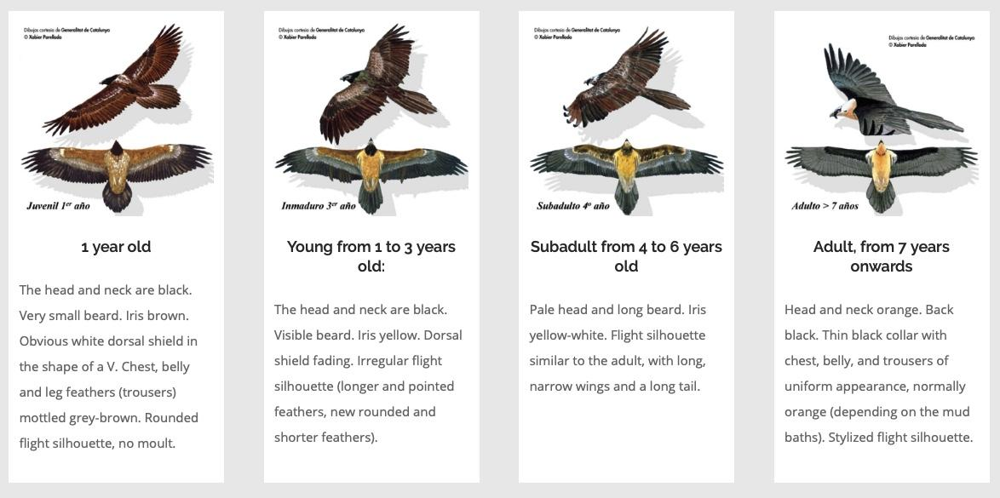 Dibujos cortesía de Generalitat de Catalunya
© Xabier Parellada
Juvenil 1er año
1 year old
The head and neck are black.
Very small beard. Iris brown.
Obvious white dorsal shield in
the shape of a V. Chest, belly
and leg feathers (trousers)
mottled grey-brown. Rounded
flight silhouette, no moult.
Dibujos cortesía de Generalitat de Catalunya
© Xabier Parellada
Inmaduro 3er año
Young from 1 to 3 years
old:
The head and neck are black.
Visible beard. Iris yellow. Dorsal
shield fading. Irregular flight
silhouette (longer and pointed
feathers, new rounded and
shorter feathers).
Dibujos cortesía de Generalitat de Catalunya
© Xabier Parellada
Subadulto 4º año
Subadult from 4 to 6 years
old
Pale head and long beard. Iris
yellow-white. Flight silhouette
similar to the adult, with long,
narrow wings and a long tail.
Dibujos cortesía de Generalitat de Catalunya
© Xabier Parellada
Adulto > 7 años
Adult, from 7 years
onwards
Head and neck orange. Back
black. Thin black collar with
chest, belly, and trousers of
uniform appearance, normally
orange (depending on the mud
baths). Stylized flight silhouette.